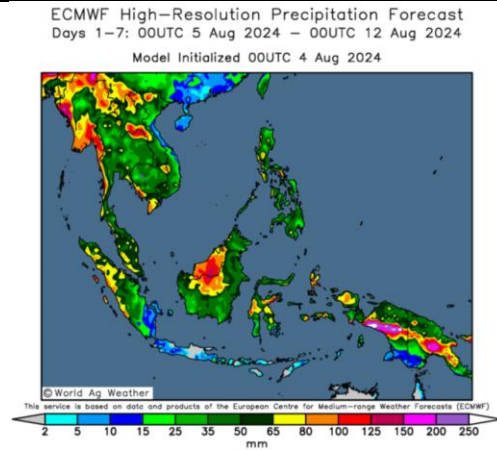 ECMWF High-Resolution Precipitation Forecast
Days 1-7: 00UTC 5 Aug 2024 - 00UTC 12 Aug 2024
Model Initialized 00UTC 4 Aug 2024
© World Ag Weather
This service is based on data and products of the European Centre for Medium-range Weather Forecasts (ECMWF)
2 5 10 15 25 35 50 65 80 100 125 150 200 250
mm